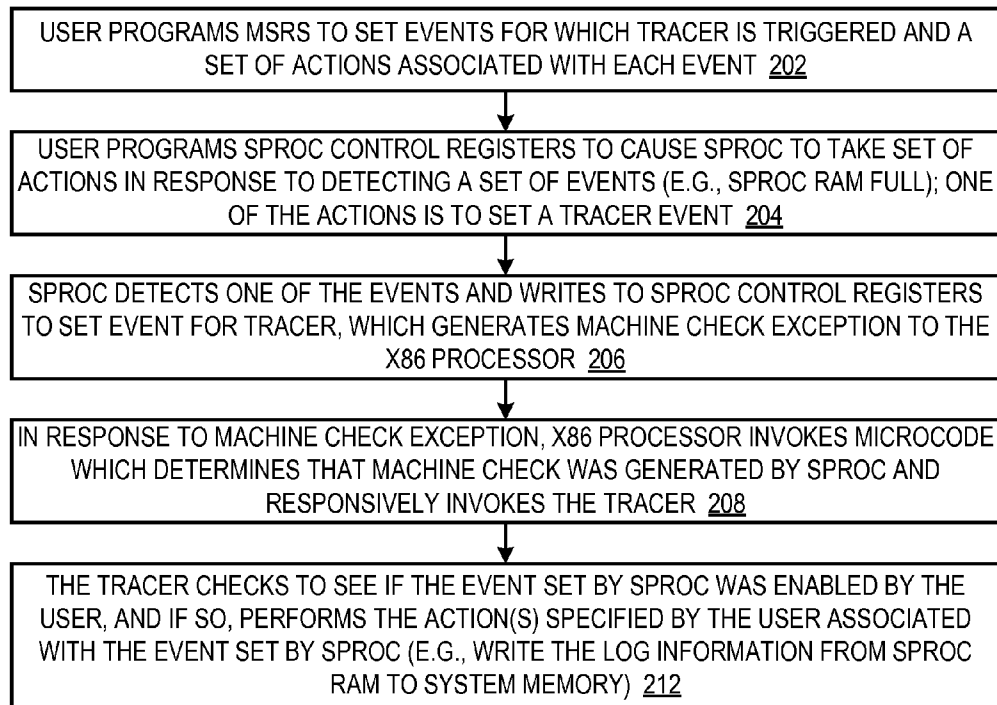 USER PROGRAMS MSRS TO SET EVENTS FOR WHICH TRACER IS TRIGGERED AND A
SET OF ACTIONS ASSOCIATED WITH EACH EVENT 202
USER PROGRAMS SPROC CONTROL REGISTERS TO CAUSE SPROC TO TAKE SET OF
ACTIONS IN RESPONSE TO DETECTING A SET OF EVENTS (E.G., SPROC RAM FULL); ONE
OF THE ACTIONS IS TO SET A TRACER EVENT 204
SPROC DETECTS ONE OF THE EVENTS AND WRITES TO SPROC CONTROL REGISTERS
TO SET EVENT FOR TRACER, WHICH GENERATES MACHINE CHECK EXCEPTION TO THE
X86 PROCESSOR 206
IN RESPONSE TO MACHINE CHECK EXCEPTION, X86 PROCESSOR INVOKES MICROCODE
WHICH DETERMINES THAT MACHINE CHECK WAS GENERATED BY SPROC AND
RESPONSIVELY INVOKES THE TRACER 208
THE TRACER CHECKS TO SEE IF THE EVENT SET BY SPROC WAS ENABLED BY THE
USER, AND IF SO, PERFORMS THE ACTION(S) SPECIFIED BY THE USER ASSOCIATED
WITH THE EVENT SET BY SPROC (E.G., WRITE THE LOG INFORMATION FROM SPROC
RAM TO SYSTEM MEMORY) 212